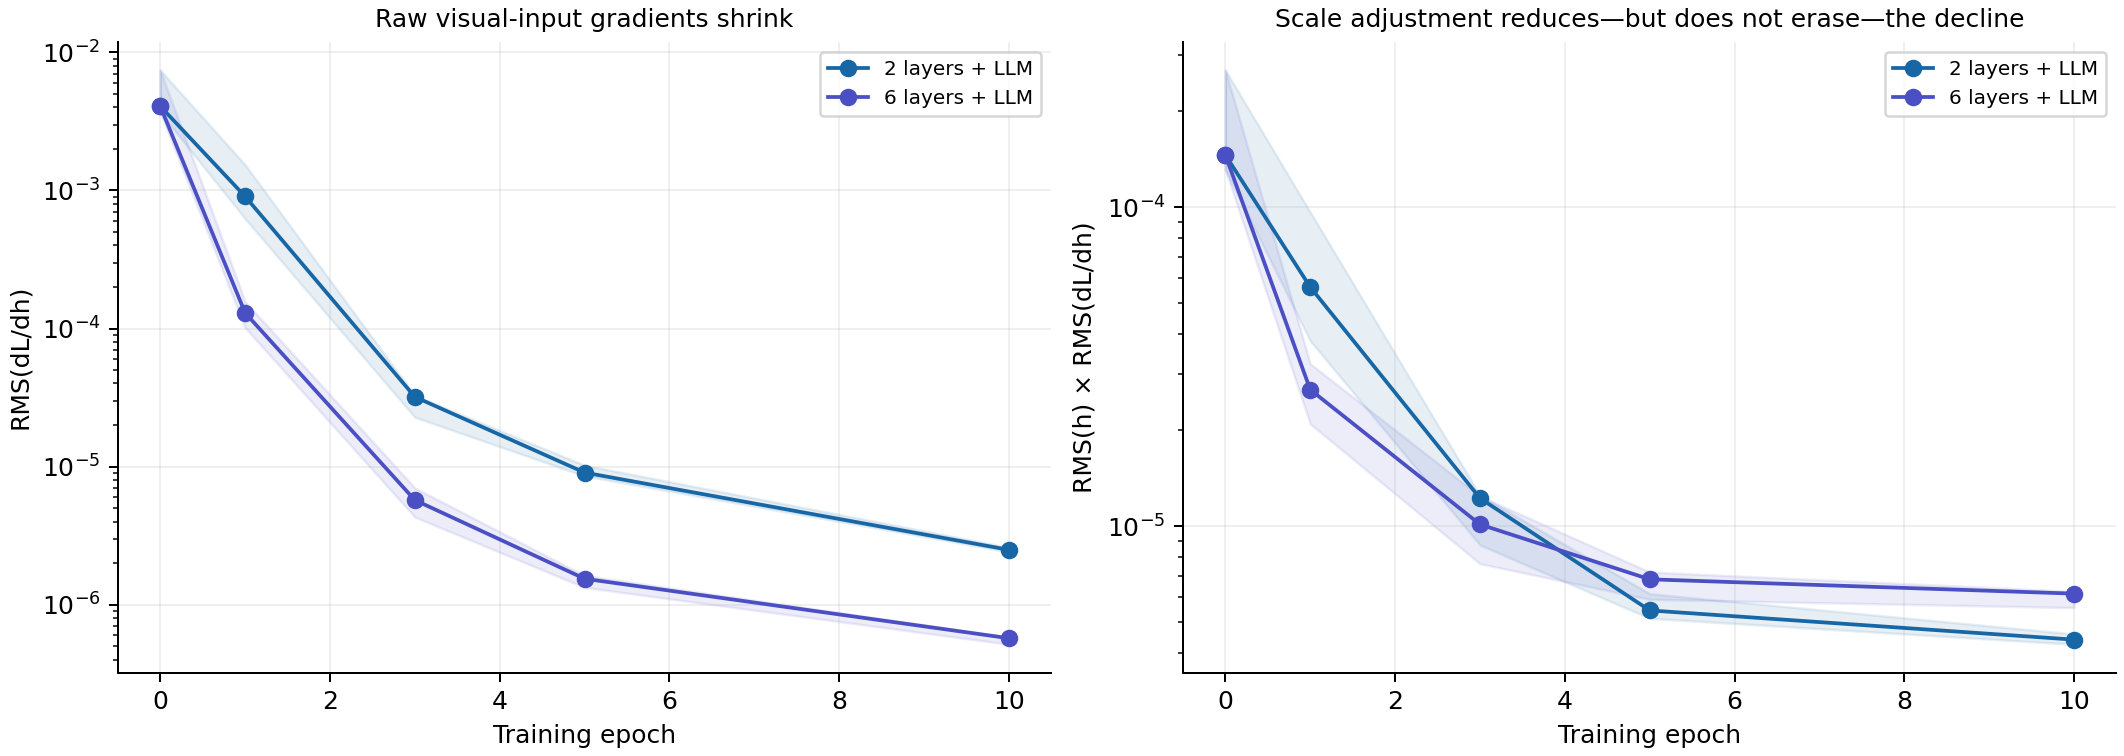 Raw visual-input gradients shrink
RMS(dL/dh)
10⁻²
10⁻³
10⁻⁴
10⁻⁵
10⁻⁶
2 layers + LLM
6 layers + LLM
0 2 4 6 8 10
Training epoch
Scale adjustment reduces—but does not erase—the decline
RMS(h) × RMS(dL/dh)
10⁻⁴
10⁻⁵
2 layers + LLM
6 layers + LLM
0 2 4 6 8 10
Training epoch